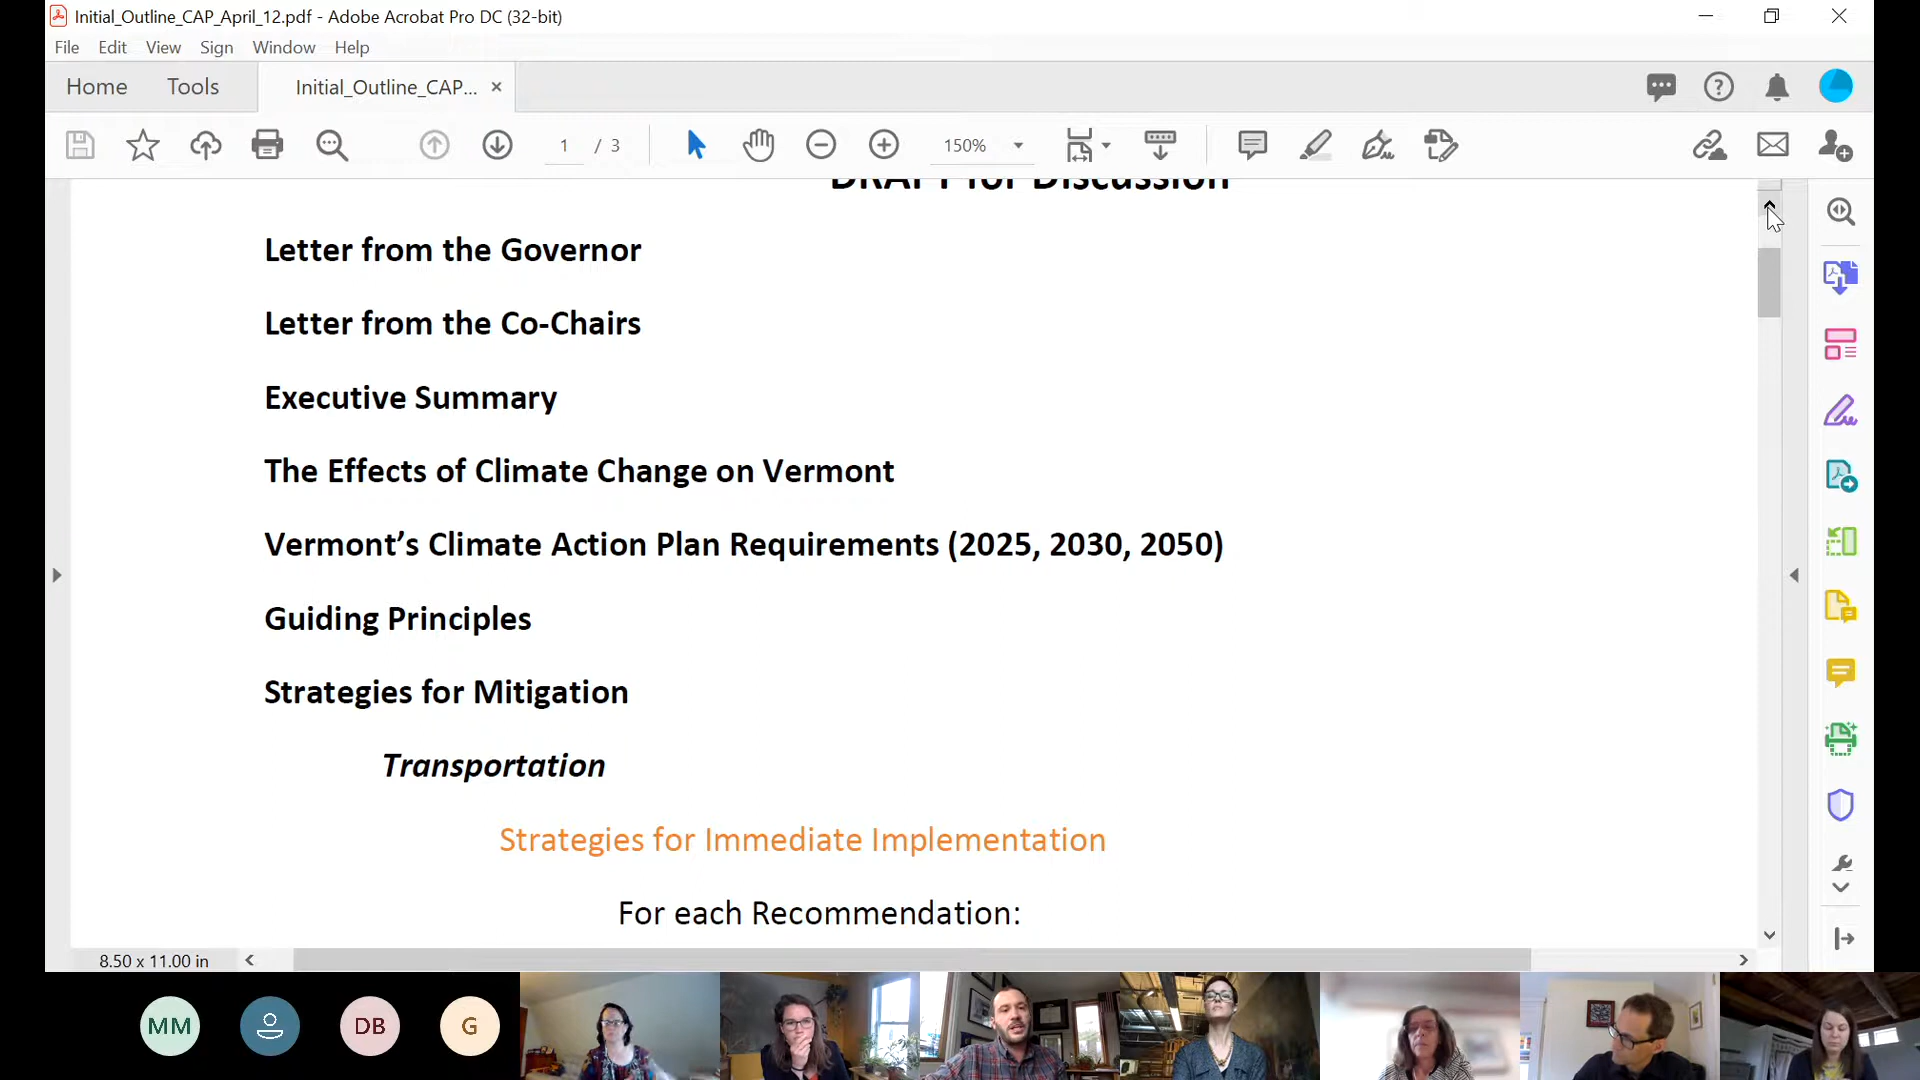 Initial_Outline_CAP_April_12.pdf - Adobe Acrobat Pro DC (32-bit)
File Edit View Sign Window Help
Home Tools Initial_Outline_CAP... ×
1 / 3 150%
DRAFT for Discussion
Letter from the Governor
Letter from the Co-Chairs
Executive Summary
The Effects of Climate Change on Vermont
Vermont’s Climate Action Plan Requirements (2025, 2030, 2050)
Guiding Principles
Strategies for Mitigation
Transportation
Strategies for Immediate Implementation
For each Recommendation:
8.50 x 11.00 in
MM DB G